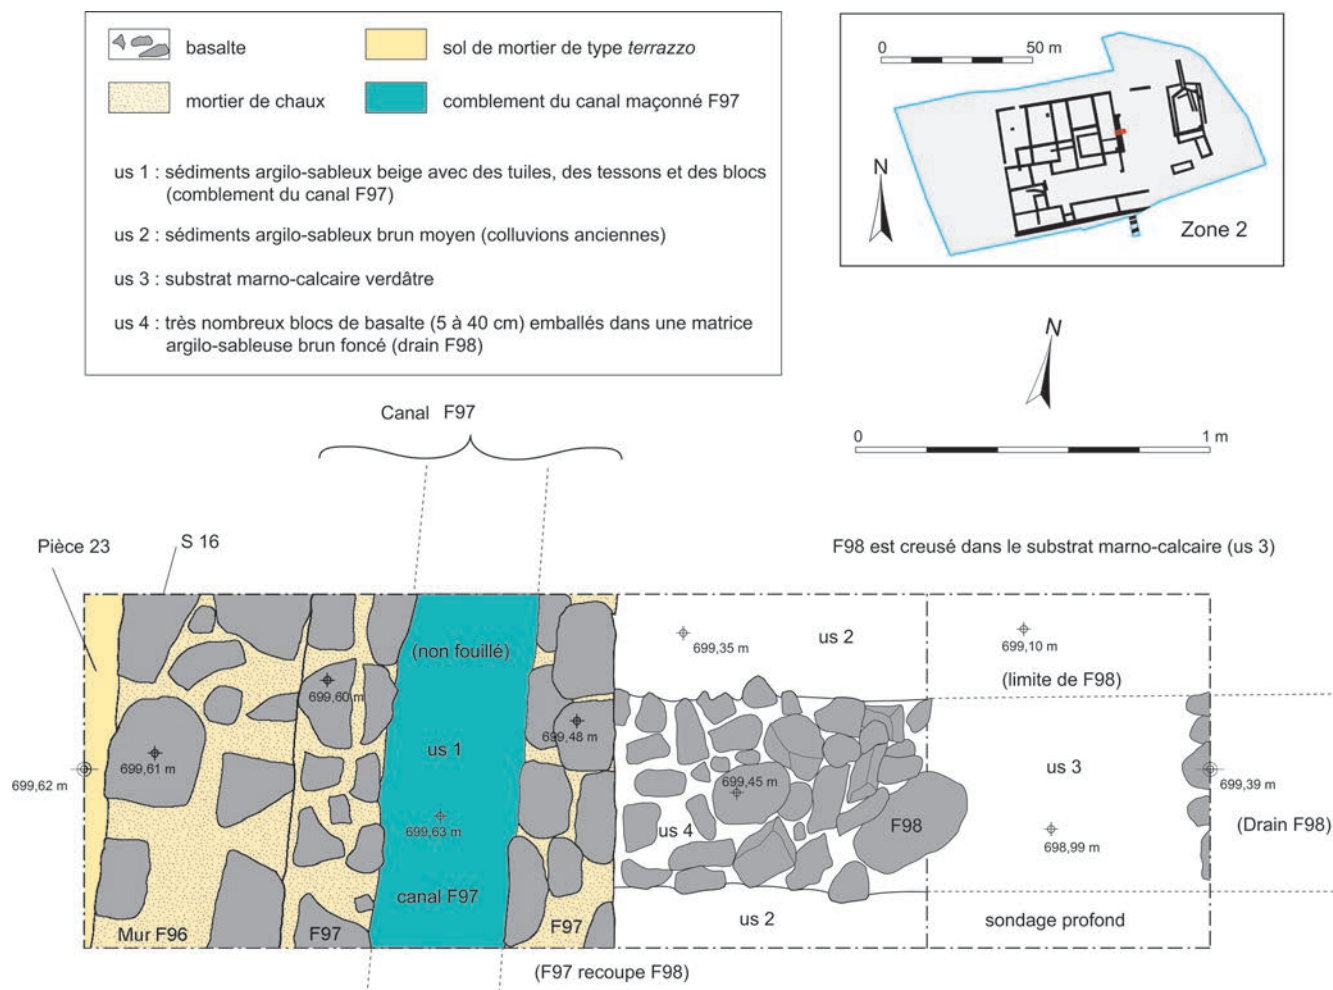 basalte
sol de mortier de type terrazzo
mortier de chaux
comblement du canal maçonné F97
us 1 : sédiments argilo-sableux beige avec des tuiles, des tessons et des blocs
(comblement du canal F97)
us 2 : sédiments argilo-sableux brun moyen (colluvions anciennes)
us 3 : substrat marno-calcaire verdâtre
us 4 : très nombreux blocs de basalte (5 à 40 cm) emballés dans une matrice
argilo-sableuse brun foncé (drain F98)
0 50 m
N
Zone 2
N
0 1 m
Canal F97
Pièce 23
S 16
F98 est creusé dans le substrat marno-calcaire (us 3)
(non fouillé)
699,35 m
us 2
699,10 m
(limite de F98)
699,60 m
699,48 m
us 1
699,61 m
699,62 m
699,45 m
us 3
699,39 m
699,63 m
us 4
F98
698,99 m
(Drain F98)
canal F97
Mur F96
F97
F97
us 2
sondage profond
(F97 recoupe F98)